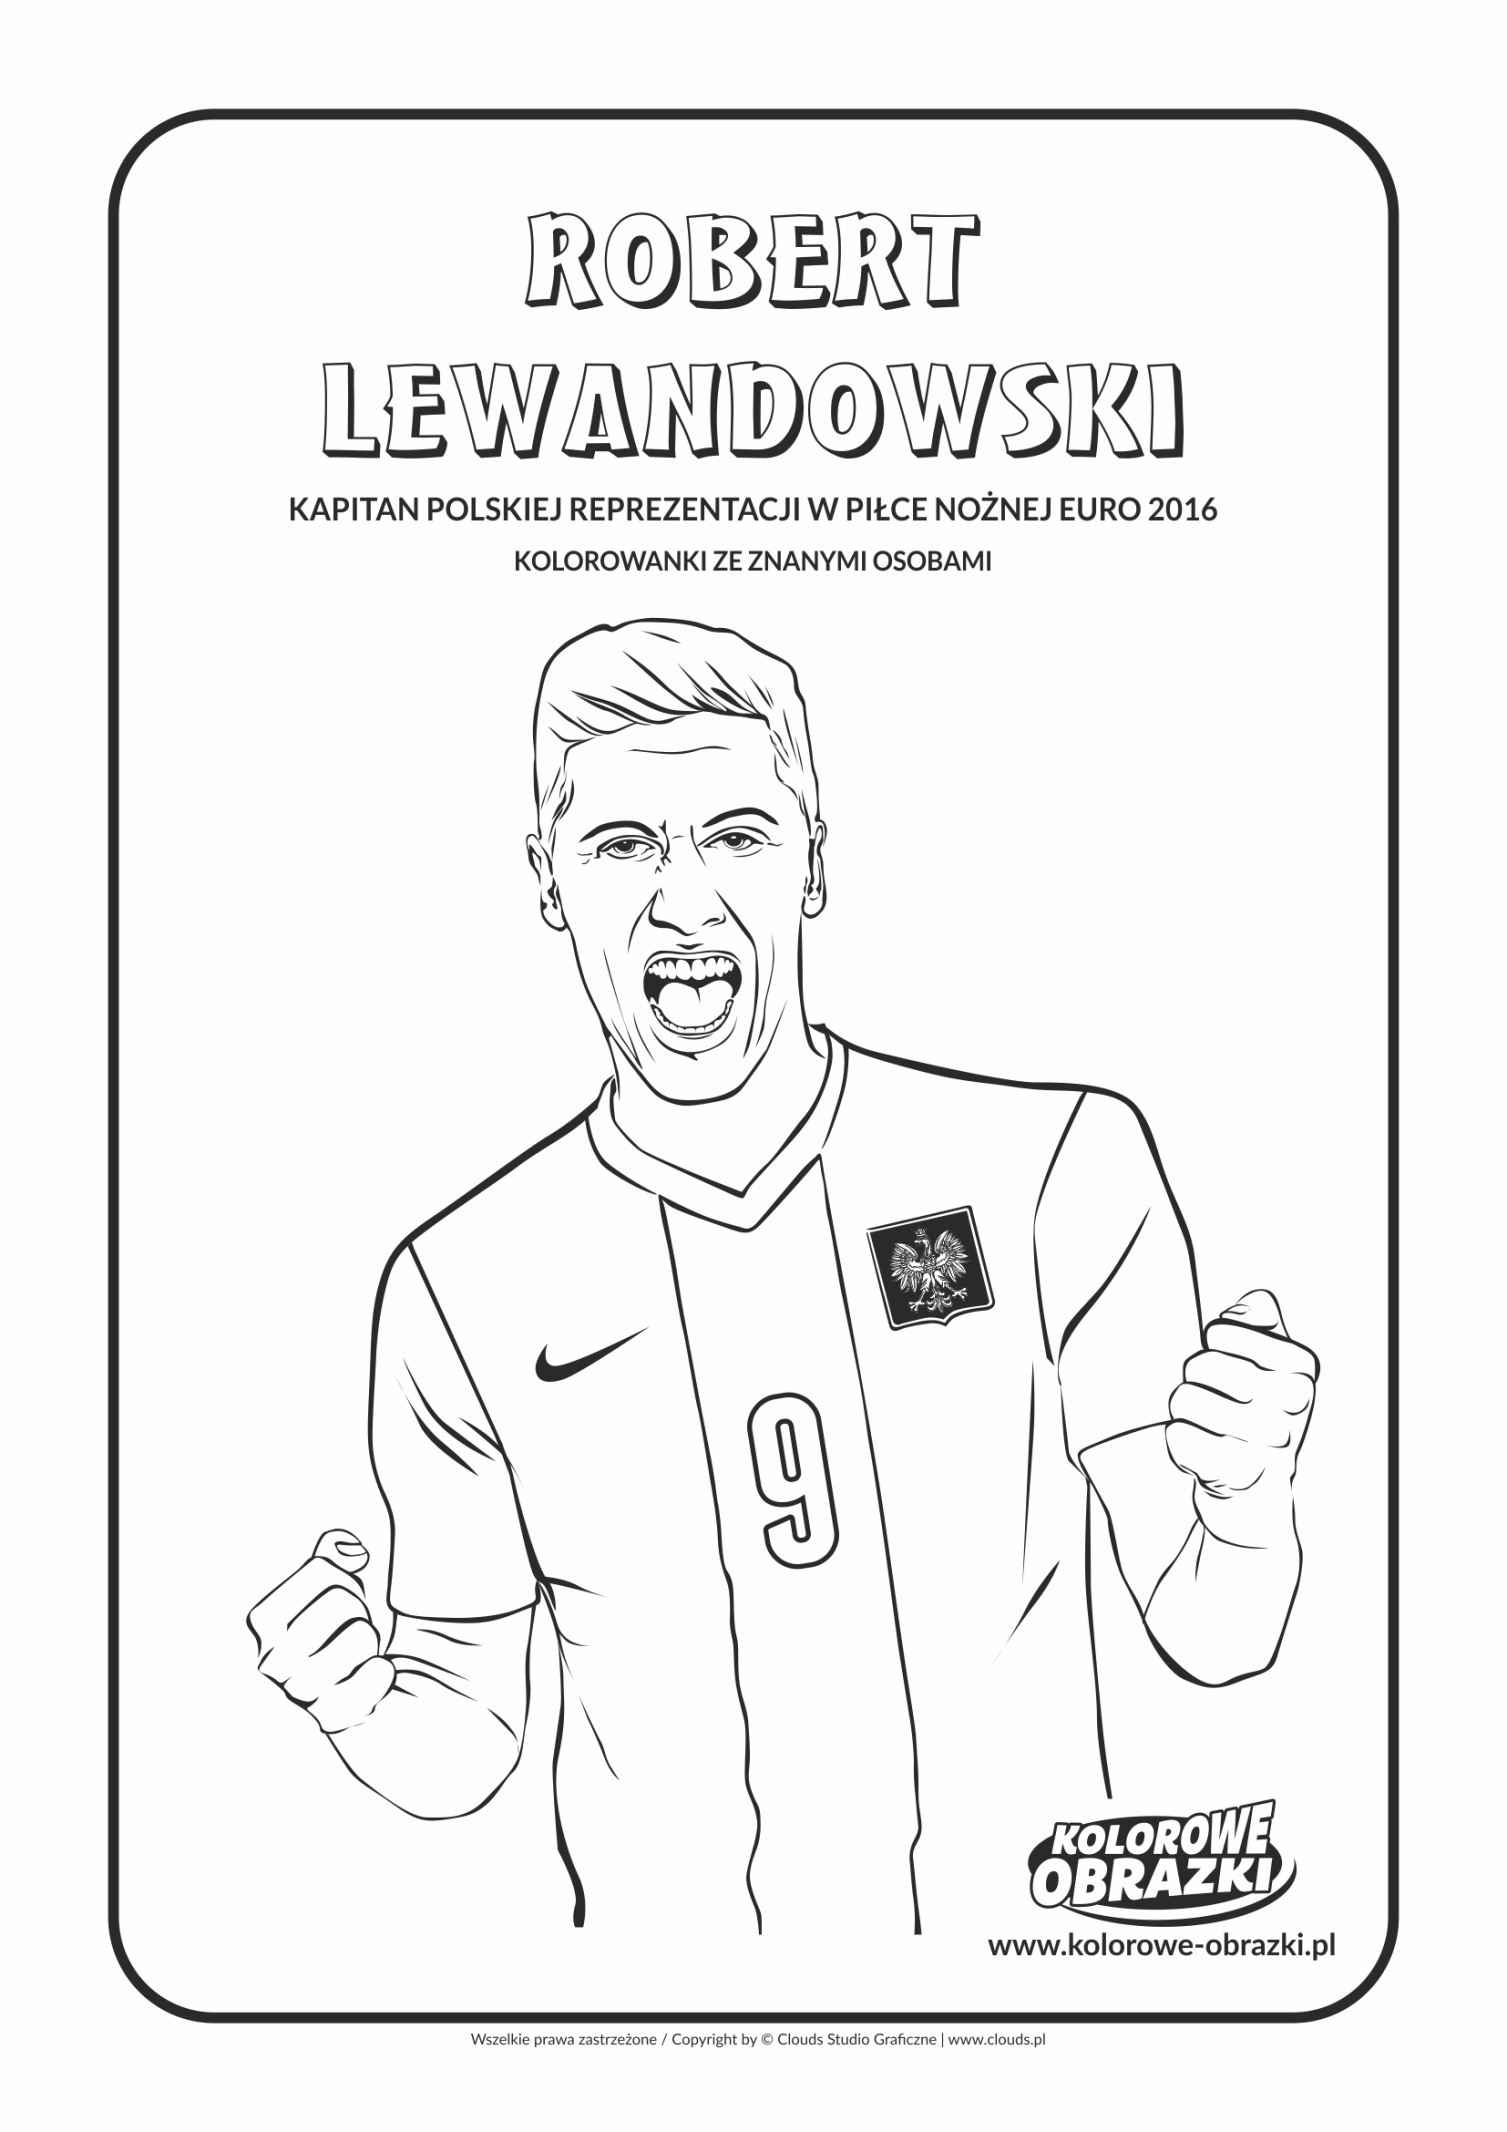 ROBERT
LEWANDOWSKI
KAPITAN POLSKIEJ REPREZENTACJI W PIŁCE NOŻNEJ EURO 2016
KOLOROWANKI ZE ZNANYMI OSOBAMI
9
KOLOROWE
OBRAZKI
www.kolorowe-obrazki.pl
Wszelkie prawa zastrzeżone / Copyright by © Clouds Studio Graficzne | www.clouds.pl